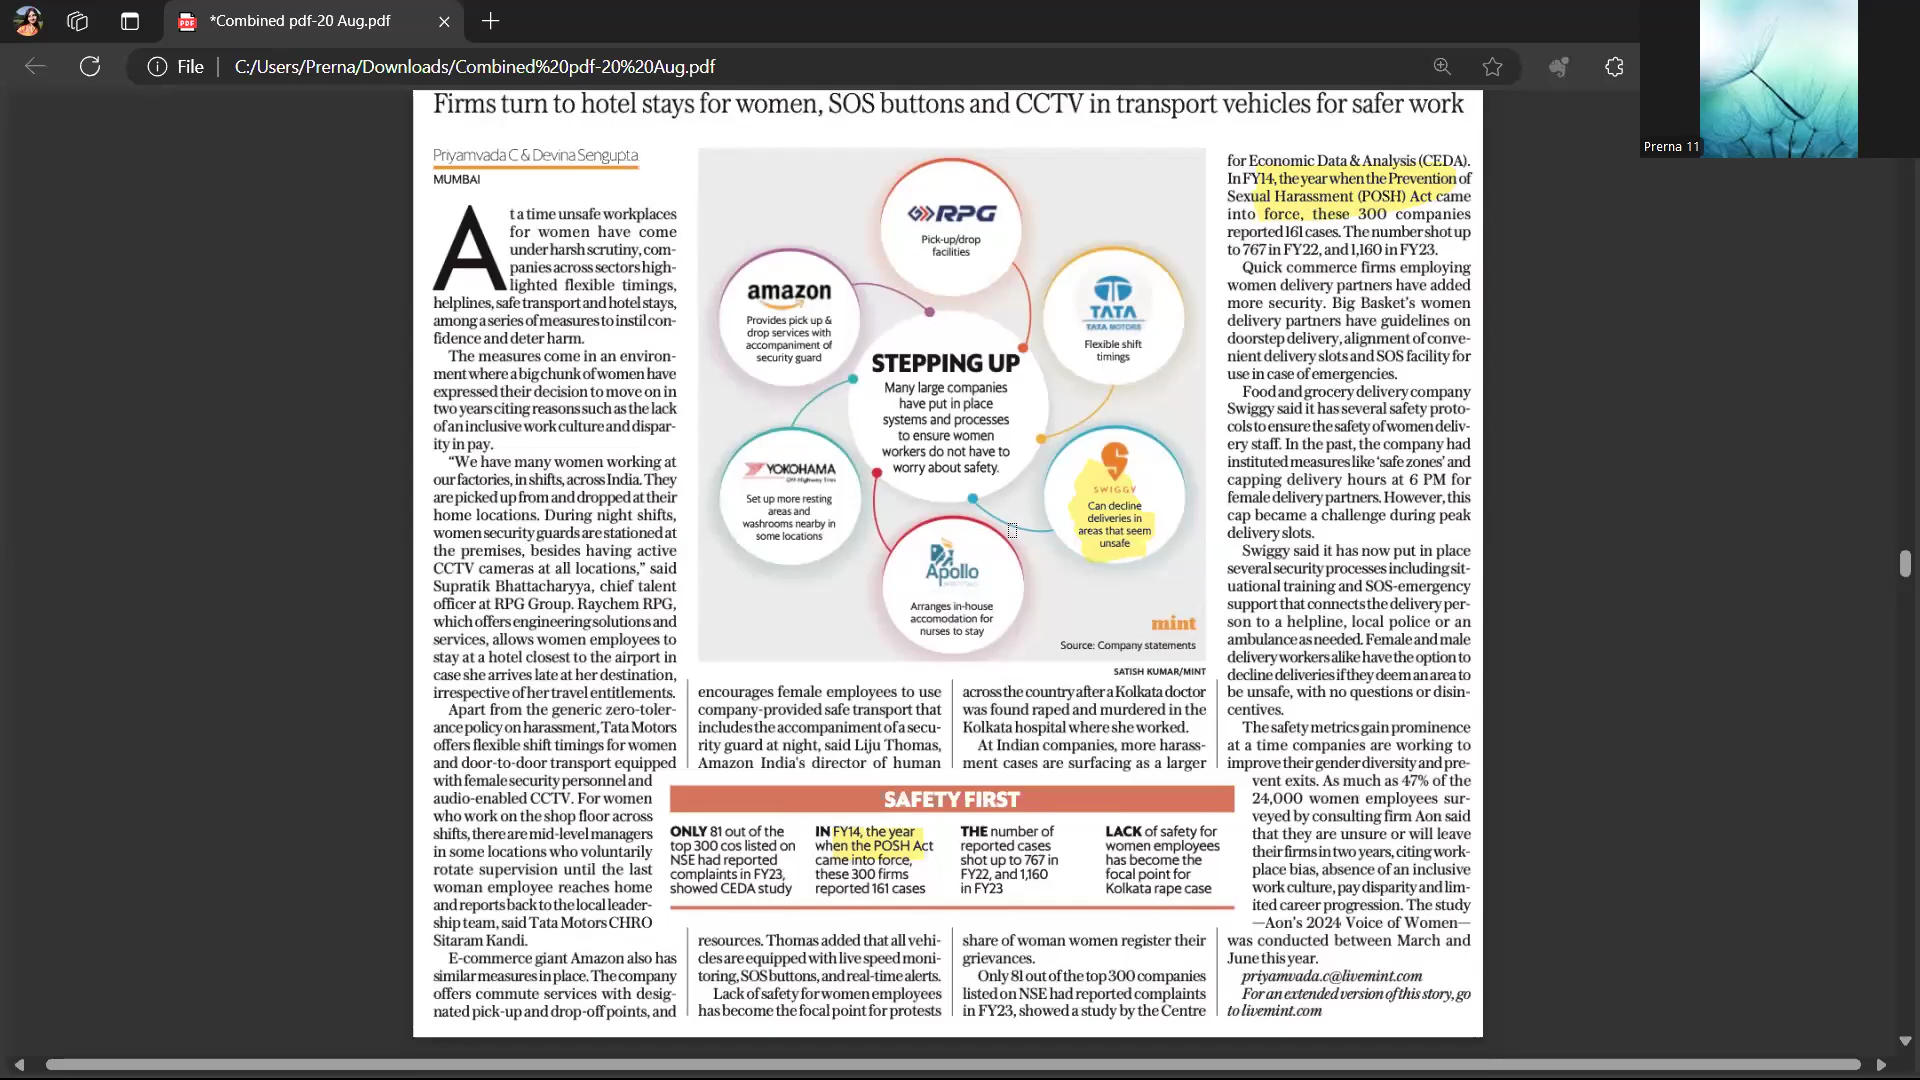 *Combined pdf-20 Aug.pdf
File
C:/Users/Prerna/Downloads/Combined%20pdf-20%20Aug.pdf
Prerna 11
Firms turn to hotel stays for women, SOS buttons and CCTV in transport vehicles for safer work
Priyamvada C & Devina Sengupta
MUMBAI
At a time unsafe workplaces
for women have come
under harsh scrutiny, com-
panies across sectors high-
lighted flexible timings,
helplines, safe transport and hotel stays,
among a series of measures to instil con-
fidence and deter harm.
The measures come in an environ-
ment where a big chunk of women have
expressed their decision to move on in
two years citing reasons such as the lack
of an inclusive work culture and dispar-
ity in pay.
“We have many women working at
our factories, in shifts, across India. They
are picked up from and dropped at their
home locations. During night shifts,
women security guards are stationed at
the premises, besides having active
CCTV cameras at all locations,” said
Supratik Bhattacharyya, chief talent
officer at RPG Group. Raychem RPG,
which offers engineering solutions and
services, allows women employees to
stay at a hotel closest to the airport in
case she arrives late at her destination,
irrespective of her travel entitlements.
Apart from the generic zero-toler-
ance policy on harassment, Tata Motors
offers flexible shift timings for women
and door-to-door transport equipped
with female security personnel and
audio-enabled CCTV. For women
who work on the shop floor across
shifts, there are mid-level managers
in some locations who voluntarily
rotate supervision until the last
woman employee reaches home
and reports back to the local leader-
ship team, said Tata Motors CHRO
Sitaram Kandi.
E-commerce giant Amazon also has
similar measures in place. The company
offers commute services with desig-
nated pick-up and drop-off points, and
RPG
Pick-up/drop
facilities
amazon
Provides pick up &
drop services with
accompaniment of
security guard
TATA
TATA MOTORS
Flexible shift
timings
STEPPING UP
Many large companies
have put in place
systems and processes
to ensure women
workers do not have to
worry about safety.
YOKOHAMA
Off-Highway Tires
Set up more resting
areas and
washrooms nearby in
some locations
SWIGGY
Can decline
deliveries in
areas that seem
unsafe
Apollo
Arranges in-house
accomodation for
nurses to stay
mint
Source: Company statements
SATISH KUMAR/MINT
encourages female employees to use
company-provided safe transport that
includes the accompaniment of a secu-
rity guard at night, said Liju Thomas,
Amazon India's director of human
across the country after a Kolkata doctor
was found raped and murdered in the
Kolkata hospital where she worked.
At Indian companies, more harass-
ment cases are surfacing as a larger
SAFETY FIRST
ONLY 81 out of the
top 300 cos listed on
NSE had reported
complaints in FY23,
showed CEDA study
IN FY14, the year
when the POSH Act
came into force,
these 300 firms
reported 161 cases
THE number of
reported cases
shot up to 767 in
FY22, and 1,160
in FY23
LACK of safety for
women employees
has become the
focal point for
Kolkata rape case
resources. Thomas added that all vehi-
cles are equipped with live speed moni-
toring, SOS buttons, and real-time alerts.
Lack of safety for women employees
has become the focal point for protests
share of woman women register their
grievances.
Only 81 out of the top 300 companies
listed on NSE had reported complaints
in FY23, showed a study by the Centre
for Economic Data & Analysis (CEDA).
In FY14, the year when the Prevention of
Sexual Harassment (POSH) Act came
into force, these 300 companies
reported 161 cases. The number shot up
to 767 in FY22, and 1,160 in FY23.
Quick commerce firms employing
women delivery partners have added
more security. Big Basket's women
delivery partners have guidelines on
doorstep delivery, alignment of conve-
nient delivery slots and SOS facility for
use in case of emergencies.
Food and grocery delivery company
Swiggy said it has several safety proto-
cols to ensure the safety of women deliv-
ery staff. In the past, the company had
instituted measures like ‘safe zones’ and
capping delivery hours at 6 PM for
female delivery partners. However, this
cap became a challenge during peak
delivery slots.
Swiggy said it has now put in place
several security processes including sit-
uational training and SOS-emergency
support that connects the delivery per-
son to a helpline, local police or an
ambulance as needed. Female and male
delivery workers alike have the option to
decline deliveries if they deem an area to
be unsafe, with no questions or disin-
centives.
The safety metrics gain prominence
at a time companies are working to
improve their gender diversity and pre-
vent exits. As much as 47% of the
24,000 women employees sur-
veyed by consulting firm Aon said
that they are unsure or will leave
their firms in two years, citing work-
place bias, absence of an inclusive
work culture, pay disparity and lim-
ited career progression. The study
—Aon's 2024 Voice of Women—
was conducted between March and
June this year.
priyamvada.c@livemint.com
For an extended version of this story, go
to livemint.com